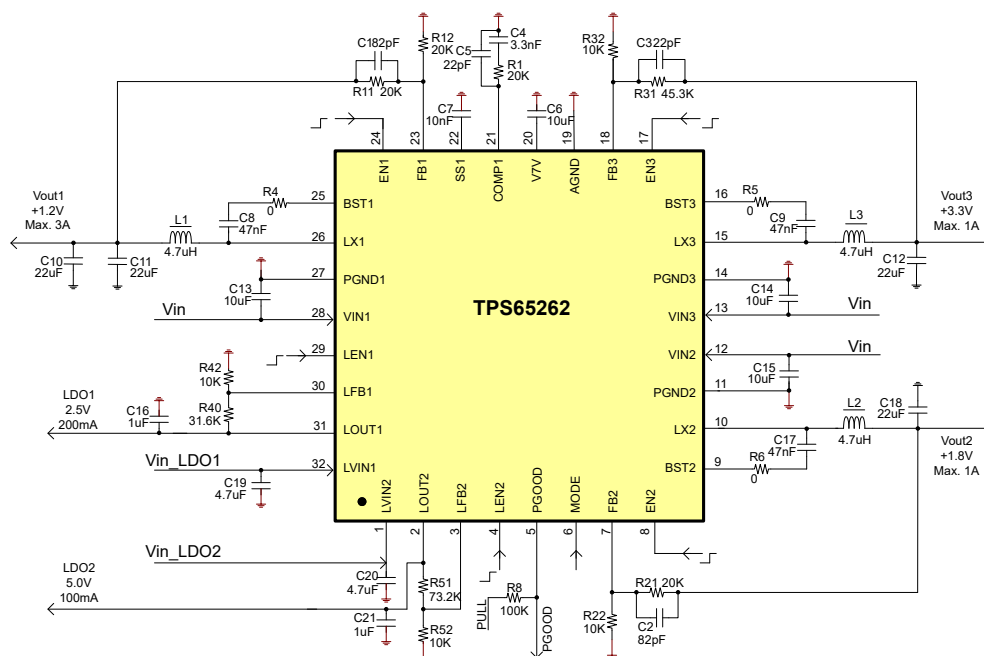 C182pF
R12
20K
C4
3.3nF
C5
22pF
R1
20K
R32
10K
C322pF
R11 20K
R31 45.3K
C7
10nF
C6
10uF
24
23
22
21
20
19
18
17
EN1
FB1
SS1
COMP1
V7V
AGND
FB3
EN3
Vout1
+1.2V
Max. 3A
L1
4.7uH
R4
0
C8
47nF
25
BST1
26
LX1
C10
22uF
C11
22uF
C13
10uF
27
PGND1
Vin
28
VIN1
29
LEN1
R42
10K
30
LFB1
LDO1
2.5V
200mA
C16
1uF
R40
31.6K
31
LOUT1
Vin_LDO1
32
LVIN1
C19
4.7uF
TPS65262
16
BST3
R5
0
C9
47nF
15
LX3
L3
4.7uH
Vout3
+3.3V
Max. 1A
C12
22uF
14
PGND3
C14
10uF
13
VIN3
Vin
12
VIN2
Vin
C15
10uF
11
PGND2
10
LX2
L2
4.7uH
C18
22uF
C17
47nF
Vout2
+1.8V
Max. 1A
9
BST2
R6
0
LVIN2
LOUT2
LFB2
LEN2
PGOOD
MODE
FB2
EN2
1
2
3
4
5
6
7
8
Vin_LDO2
LDO2
5.0V
100mA
C20
4.7uF
R51
73.2K
C21
1uF
R52
10K
PULL
R8
100K
PGOOD
R21 20K
R22
10K
C2
82pF